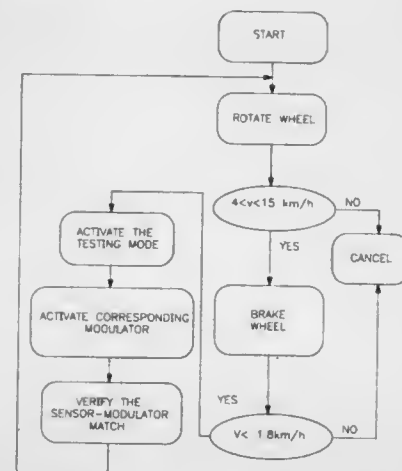 START
ROTATE WHEEL
4<v<15 km/h
NO
YES
CANCEL
BRAKE
WHEEL
YES
V< 1.8km/h
NO
ACTIVATE THE
TESTING MODE
ACTIVATE CORRESPONDING
MODULATOR
VERIFY THE
SENSOR-MODULATOR
MATCH